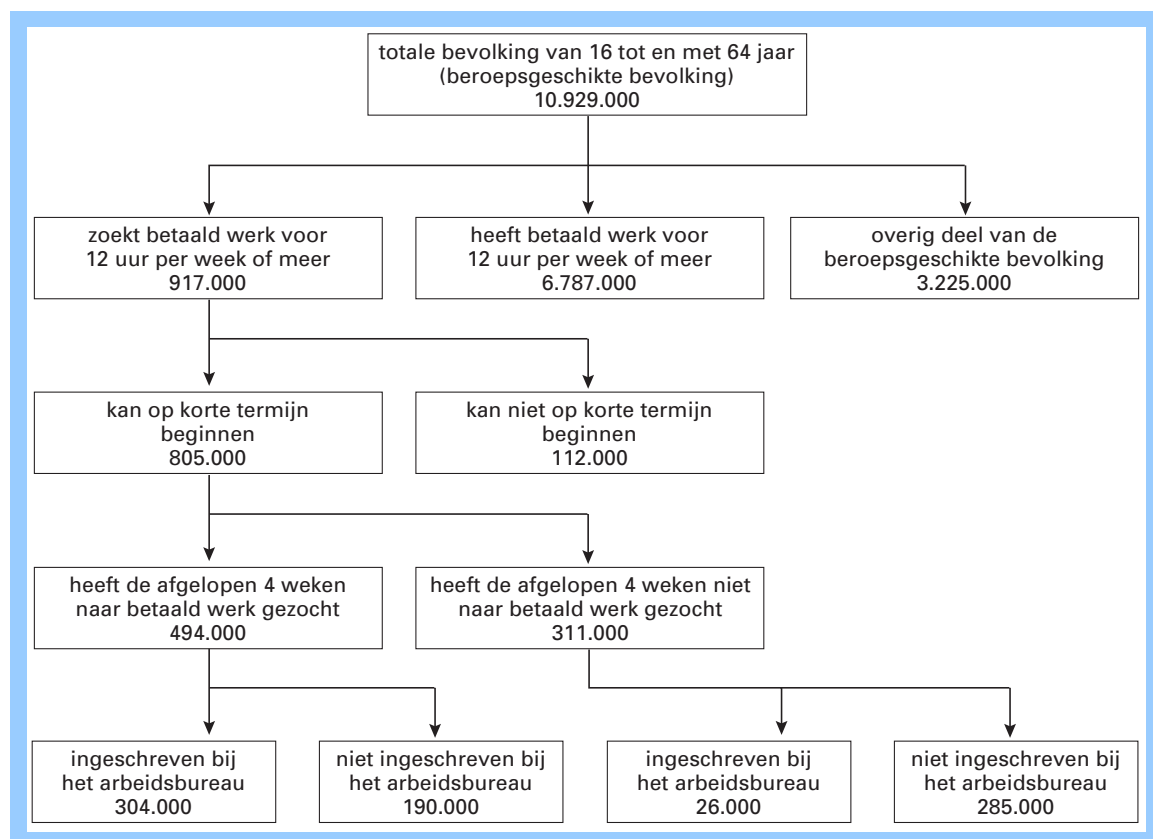 totale bevolking van 16 tot en met 64 jaar
(beroepsgeschikte bevolking)
10.929.000
zoekt betaald werk voor
12 uur per week of meer
917.000
heeft betaald werk voor
12 uur per week of meer
6.787.000
overig deel van de
beroepsgeschikte bevolking
3.225.000
kan op korte termijn
beginnen
805.000
kan niet op korte termijn
beginnen
112.000
heeft de afgelopen 4 weken
naar betaald werk gezocht
494.000
heeft de afgelopen 4 weken niet
naar betaald werk gezocht
311.000
ingeschreven bij
het arbeidsbureau
304.000
niet ingeschreven bij
het arbeidsbureau
190.000
ingeschreven bij
het arbeidsbureau
26.000
niet ingeschreven bij
het arbeidsbureau
285.000